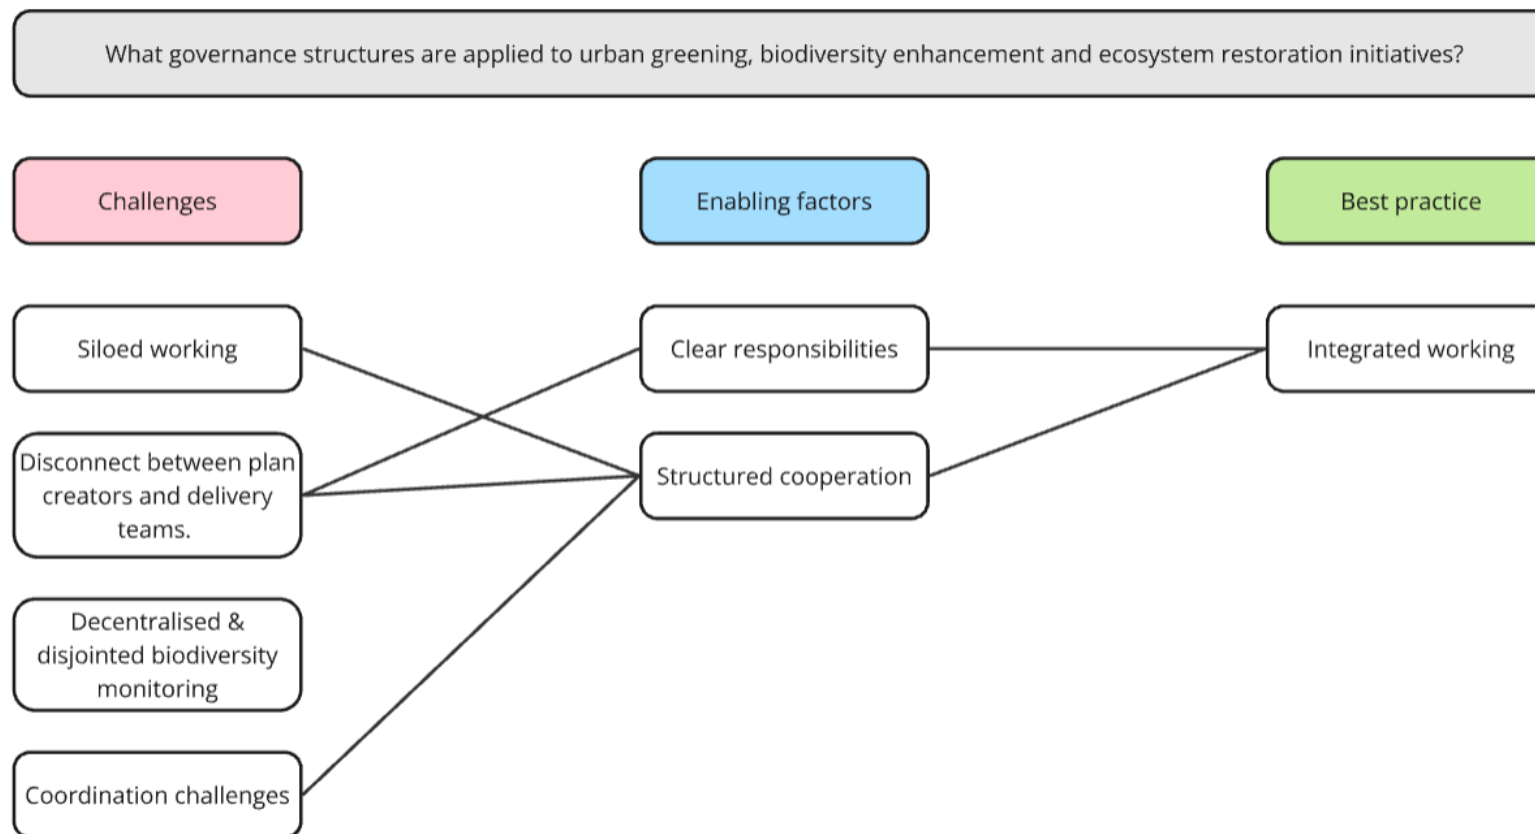 What governance structures are applied to urban greening, biodiversity enhancement and ecosystem restoration initiatives?
Challenges
Enabling factors
Best practice
Siloed working
Clear responsibilities
Integrated working
Disconnect between plan
creators and delivery
teams.
Structured cooperation
Decentralised &
disjointed biodiversity
monitoring
Coordination challenges